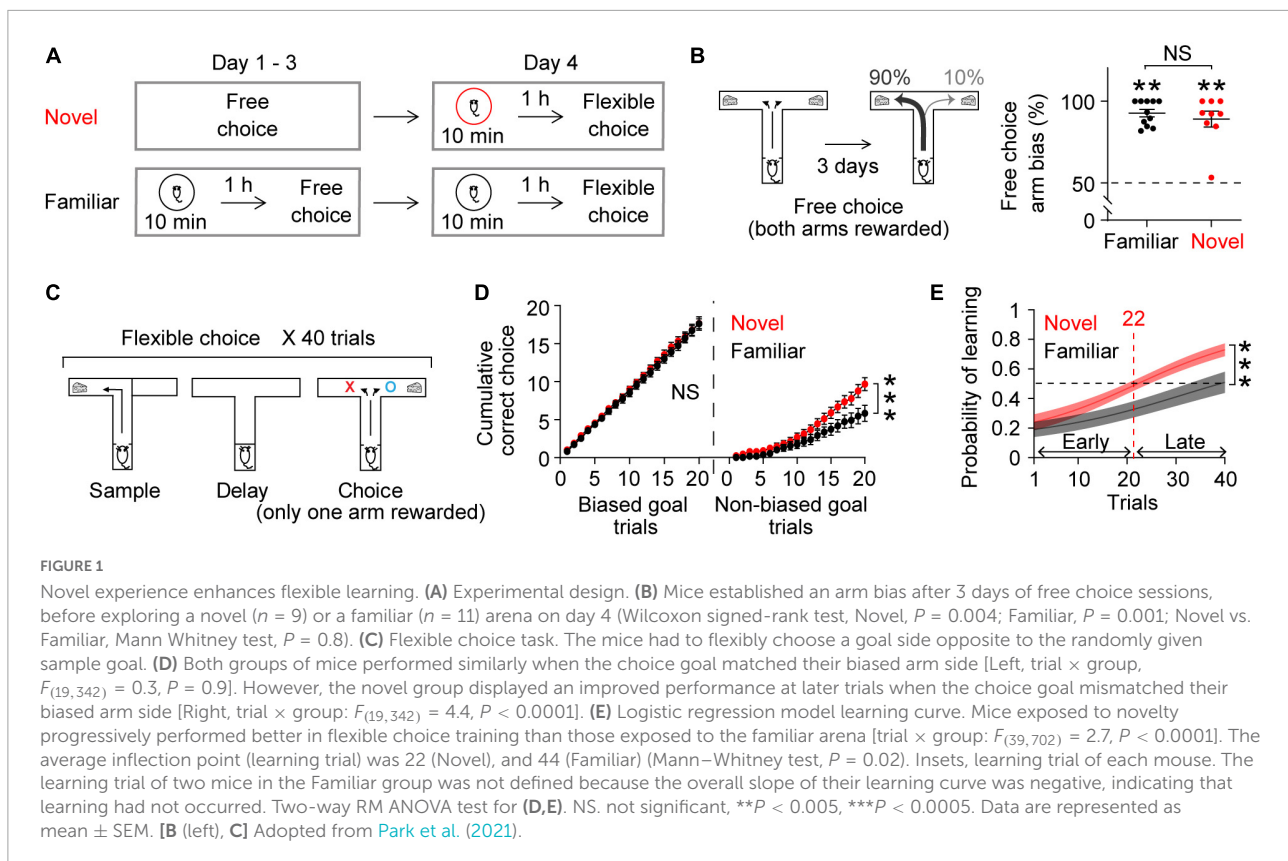 A
Day 1 - 3
Day 4
Novel
Free
choice
10 min
1 h
Flexible
choice
Familiar
10 min
1 h
Free
choice
10 min
1 h
Flexible
choice
B
90%
10%
3 days
Free choice
(both arms rewarded)
NS
**
**
Free choice
arm bias (%)
100
50
0
Familiar
Novel
C
Flexible choice X 40 trials
X
O
Sample
Delay
Choice
(only one arm rewarded)
D
Cumulative
correct choice
20
15
10
5
0
NS
Novel
Familiar
***
0 5 10 15 20
0 5 10 15 20
Biased goal
trials
Non-biased goal
trials
E
Probability of learning
1
0.8
0.6
0.4
0.2
0
Novel
Familiar
22
***
Early
Late
1 10 20 30 40
Trials
FIGURE 1
Novel experience enhances flexible learning. (A) Experimental design. (B) Mice established an arm bias after 3 days of free choice sessions,
before exploring a novel (n = 9) or a familiar (n = 11) arena on day 4 (Wilcoxon signed-rank test, Novel, P = 0.004; Familiar, P = 0.001; Novel vs.
Familiar, Mann Whitney test, P = 0.8). (C) Flexible choice task. The mice had to flexibly choose a goal side opposite to the randomly given
sample goal. (D) Both groups of mice performed similarly when the choice goal matched their biased arm side [Left, trial × group,
F(19,342) = 0.3, P = 0.9]. However, the novel group displayed an improved performance at later trials when the choice goal mismatched their
biased arm side [Right, trial × group: F(19,342) = 4.4, P < 0.0001]. (E) Logistic regression model learning curve. Mice exposed to novelty
progressively performed better in flexible choice training than those exposed to the familiar arena [trial × group: F(39,702) = 2.7, P < 0.0001]. The
average inflection point (learning trial) was 22 (Novel), and 44 (Familiar) (Mann–Whitney test, P = 0.02). Insets, learning trial of each mouse. The
learning trial of two mice in the Familiar group was not defined because the overall slope of their learning curve was negative, indicating that
learning had not occurred. Two-way RM ANOVA test for (D,E). NS. not significant, **P < 0.005, ***P < 0.0005. Data are represented as
mean ± SEM. [B (left), C] Adopted from Park et al. (2021).